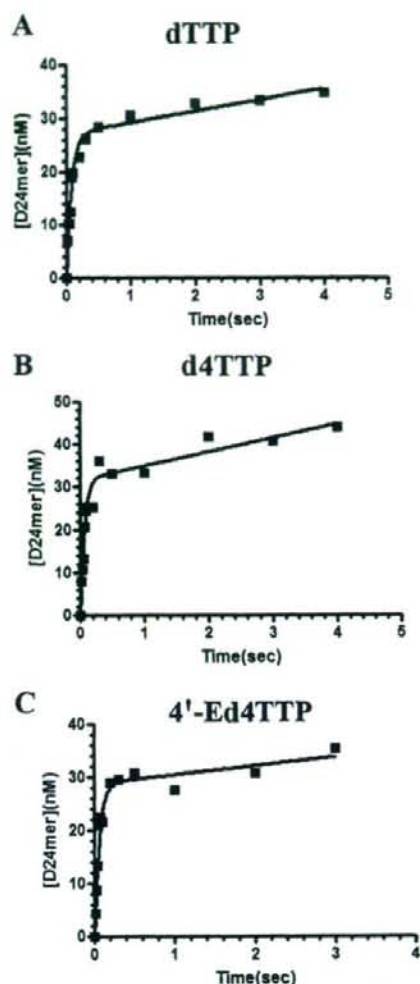 A
dTTP
[D24mer](nM)
40
30
20
10
0
0 1 2 3 4 5
Time(sec)
B
d4TTP
[D24mer](nM)
50
40
30
20
10
0
0 1 2 3 4 5
Time(sec)
C
4'-Ed4TTP
[D24mer](nM)
40
30
20
10
0
0 1 2 3 4
Time(sec)